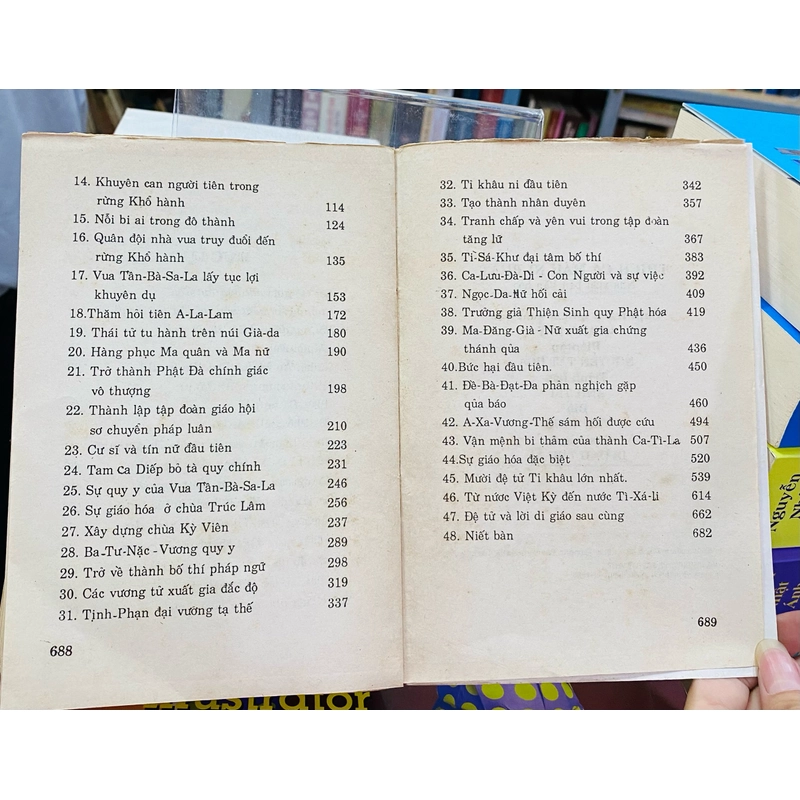 14. Khuyên can người tiên trong
rừng Khổ hành 114
15. Nỗi bi ai trong đô thành 124
16. Quân đội nhà vua truy đuổi đến
rừng Khổ hành 135
17. Vua Tần-Bà-Sa-La lấy tục lợi
khuyên dụ 153
18.Thăm hỏi tiên A-La-Lam 172
19. Thái tử tu hành trên núi Già-da 180
20. Hàng phục Ma quân và Ma nữ 190
21. Trở thành Phật Đà chính giác
vô thượng 198
22. Thành lập tập đoàn giáo hội
sơ chuyển pháp luân 210
23. Cư sĩ và tín nữ đầu tiên 223
24. Tam Ca Diếp bỏ tà quy chính 231
25. Sự quy y của Vua Tần-Bà-Sa-La 246
26. Sự giáo hóa ở chùa Trúc Lâm 256
27. Xây dựng chùa Kỳ Viên 237
28. Ba-Tư-Nặc-Vương quy y 289
29. Trở về thành bố thí pháp ngữ 298
30. Các vương tử xuất gia đắc độ 319
31. Tịnh-Phạn đại vường tạ thế 337
688
32. Tỉ khâu ni đầu tiên 342
33. Tạo thành nhân duyên 357
34. Tranh chấp và yên vui trong tập đoàn
tăng lữ 367
35. Tỉ-Sá-Khư đại tâm bố thí 383
36. Ca-Lưu-Đà-Di - Con Người và sự việc 392
37. Ngọc-Da-Nữ hối cải 409
38. Trưởng giả Thiện Sinh quy Phật hóa 419
39. Ma-Đăng-Già-Nữ xuất gia chứng
thánh qủa 436
40.Bức hại đầu tiên. 450
41. Đề-Bà-Đạt-Đa phản nghịch gặp
qủa báo 460
42. A-Xa-Vương-Thế sám hối được cứu 494
43. Vận mệnh bi thảm của thành Ca-Tì-La 507
44.Sự giáo hóa đặc biệt 520
45. Mười đệ tử Tỉ khâu lớn nhất. 539
46. Từ nước Việt Kỳ đến nước Tì-Xá-li 614
47. Đệ tử và lời di giáo sau cùng 662
48. Niết bàn 682
689
Illustrator
Nguyễn